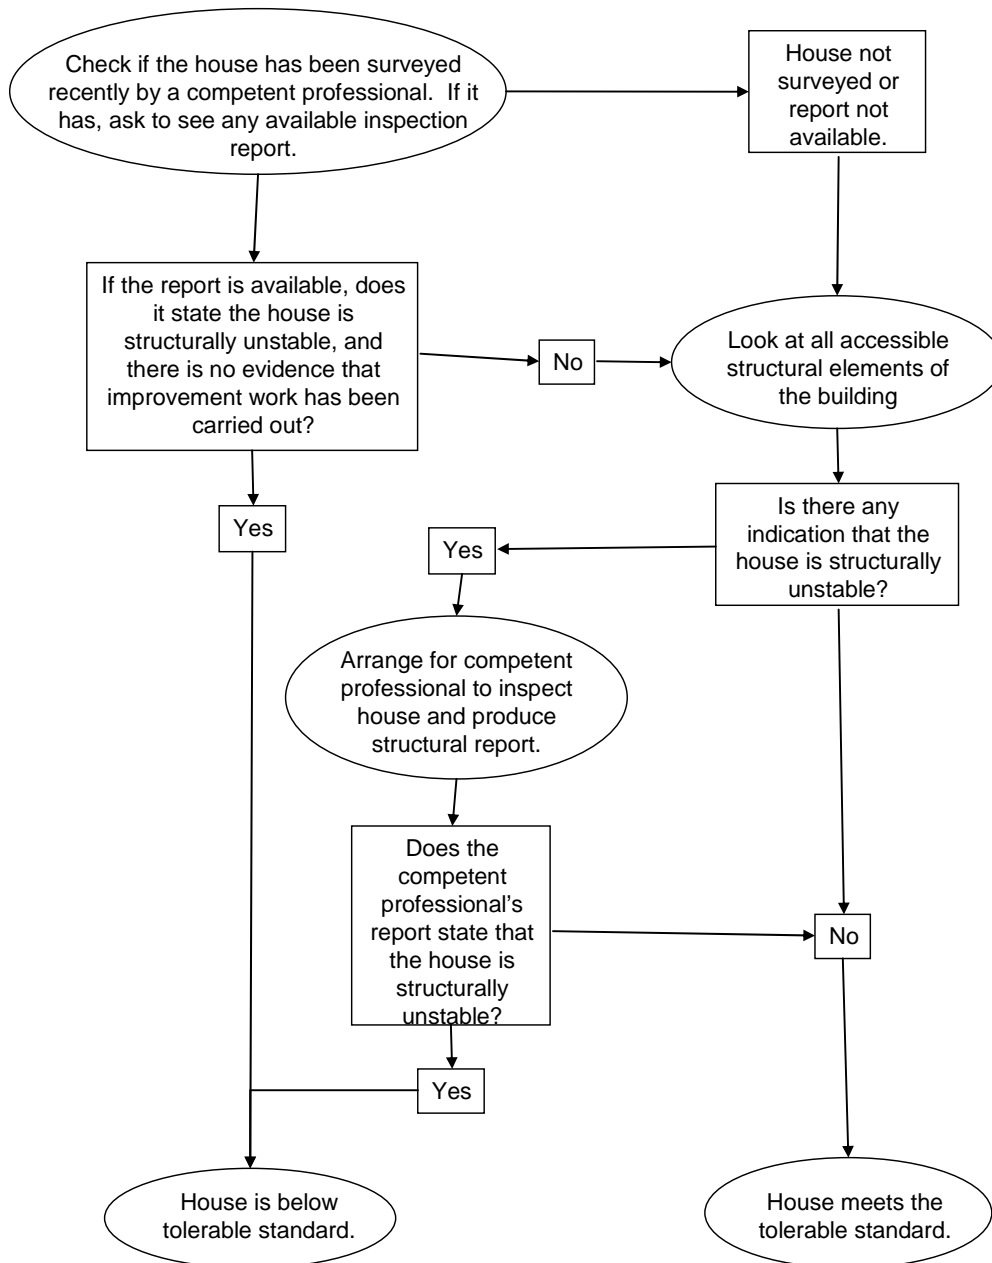 Check if the house has been surveyed
recently by a competent professional.  If it
has, ask to see any available inspection
report.
House not
surveyed or
report not
available.
If the report is available, does
it state the house is
structurally unstable, and
there is no evidence that
improvement work has been
carried out?
No
Look at all accessible
structural elements of
the building
Yes
Is there any
indication that the
house is structurally
unstable?
Yes
Arrange for competent
professional to inspect
house and produce
structural report.
Does the
competent
professional’s
report state that
the house is
structurally
unstable?
No
Yes
House is below
tolerable standard.
House meets the
tolerable standard.